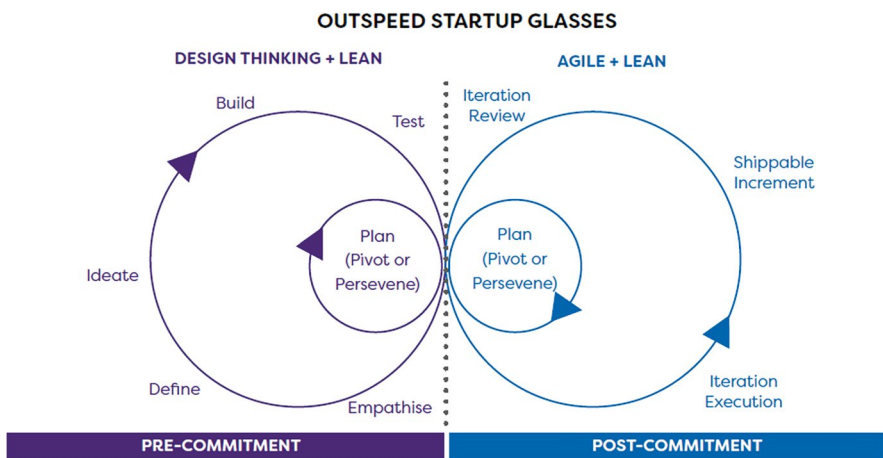 OUTSPEED STARTUP GLASSES
DESIGN THINKING + LEAN
AGILE + LEAN
Build
Test
Iteration
Review
Shippable
Increment
Plan
(Pivot or
Persevene)
Plan
(Pivot or
Persevene)
Ideate
Define
Empathise
Iteration
Execution
PRE-COMMITMENT
POST-COMMITMENT